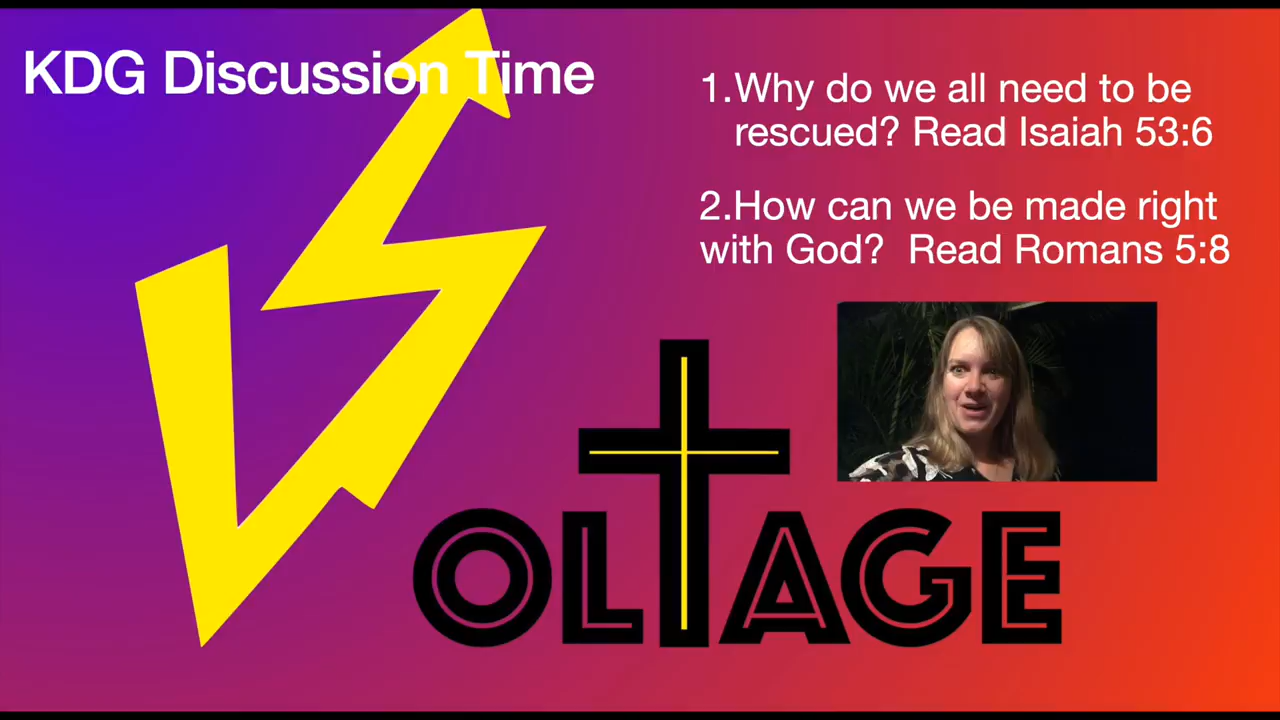 KDG Discussion Time
1.Why do we all need to be
rescued? Read Isaiah 53:6
2.How can we be made right
with God?  Read Romans 5:8
VOLTAGE